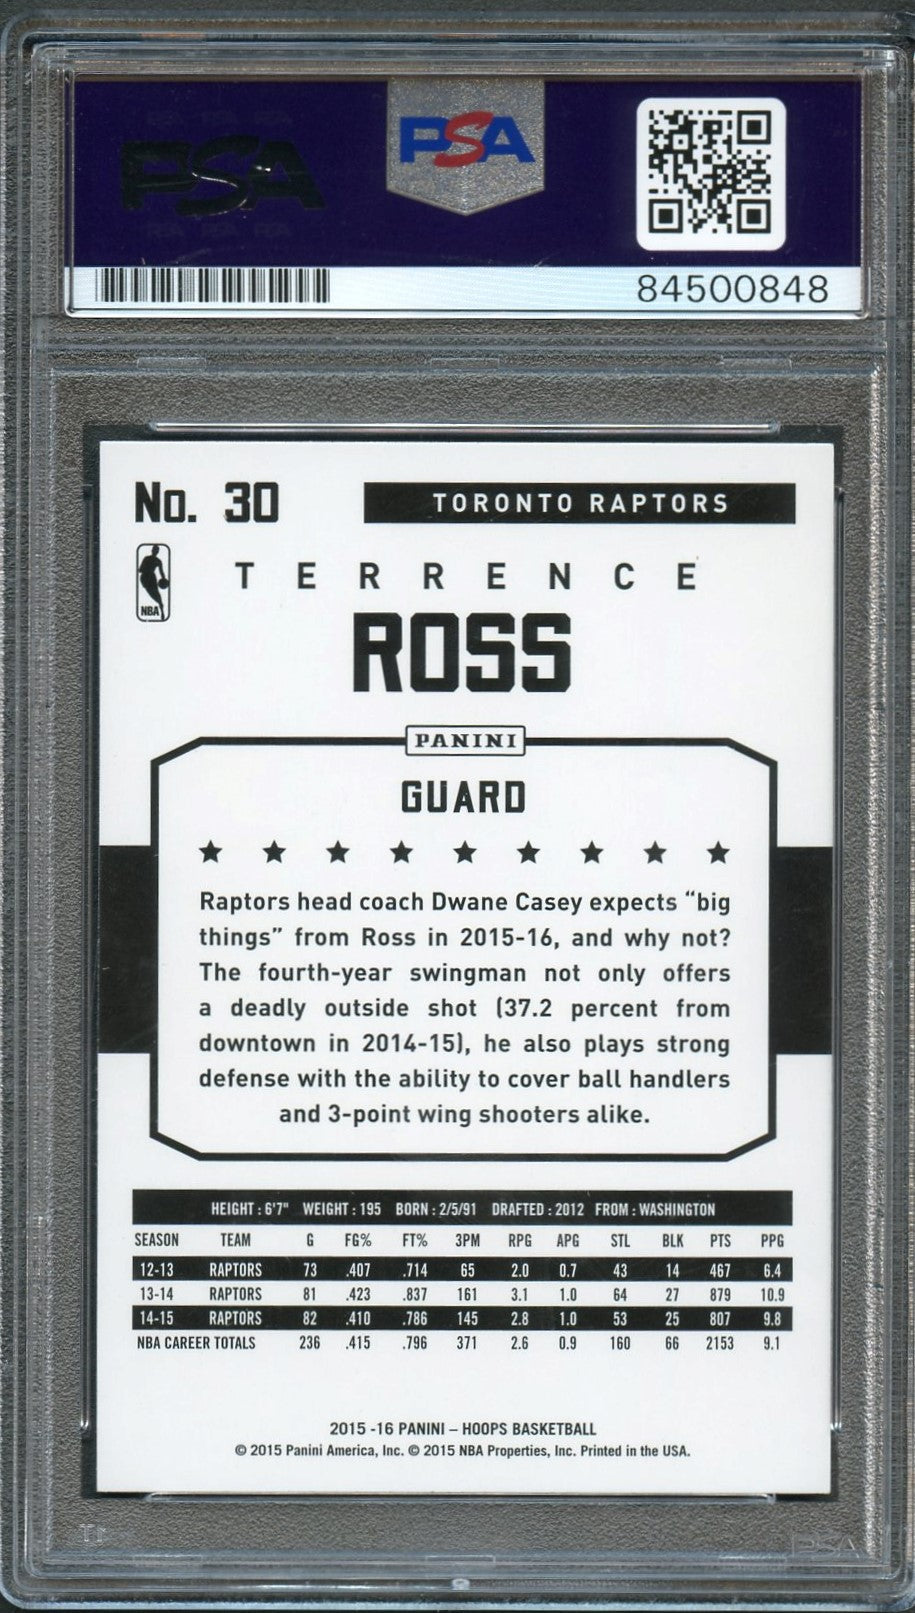 PSA
PSA
84500848
No. 30
TORONTO RAPTORS
NBA
TERRENCE
ROSS
PANINI
GUARD
Raptors head coach Dwane Casey expects “big
things” from Ross in 2015-16, and why not?
The fourth-year swingman not only offers
a deadly outside shot (37.2 percent from
downtown in 2014-15), he also plays strong
defense with the ability to cover ball handlers
and 3-point wing shooters alike.
HEIGHT : 6'7" WEIGHT : 195 BORN : 2/5/91 DRAFTED : 2012 FROM : WASHINGTON
SEASON TEAM G FG% FT% 3PM RPG APG STL BLK PTS PPG
12-13 RAPTORS 73 .407 .714 65 2.0 0.7 43 14 467 6.4
13-14 RAPTORS 81 .423 .837 161 3.1 1.0 64 27 879 10.9
14-15 RAPTORS 82 .410 .786 145 2.8 1.0 53 25 807 9.8
NBA CAREER TOTALS 236 .415 .796 371 2.6 0.9 160 66 2153 9.1
2015 -16 PANINI – HOOPS BASKETBALL
© 2015 Panini America, Inc. © 2015 NBA Properties, Inc. Printed in the USA.
PSA